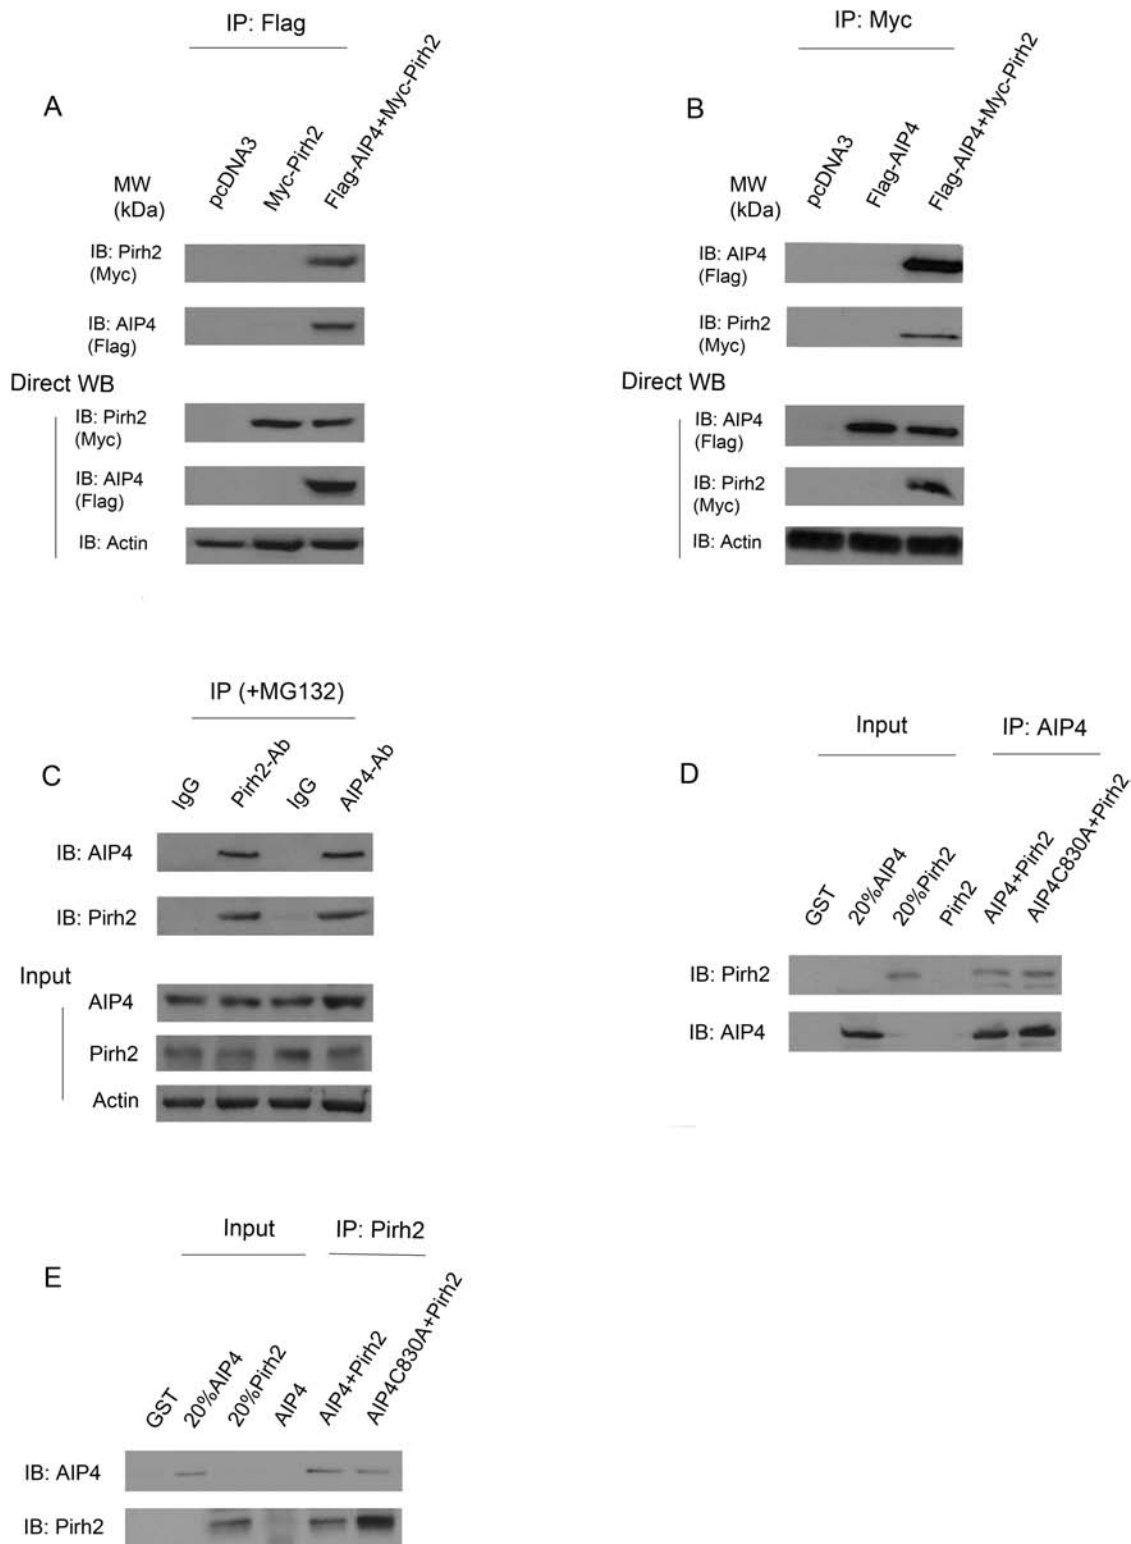 IP: Flag
A
MW
(kDa)
pcDNA3
Myc-Pirh2
Flag-AIP4+Myc-Pirh2
IB: Pirh2
(Myc)
IB: AIP4
(Flag)
Direct WB
IB: Pirh2
(Myc)
IB: AIP4
(Flag)
IB: Actin
IP: Myc
B
MW
(kDa)
pcDNA3
Flag-AIP4
Flag-AIP4+Myc-Pirh2
IB: AIP4
(Flag)
IB: Pirh2
(Myc)
Direct WB
IB: AIP4
(Flag)
IB: Pirh2
(Myc)
IB: Actin
IP (+MG132)
C
IgG
Pirh2-Ab
IgG
AIP4-Ab
IB: AIP4
IB: Pirh2
Input
AIP4
Pirh2
Actin
Input
IP: AIP4
D
GST
20%AIP4
20%Pirh2
Pirh2
AIP4+Pirh2
AIP4C830A+Pirh2
IB: Pirh2
IB: AIP4
Input
IP: Pirh2
E
GST
20%AIP4
20%Pirh2
AIP4
AIP4+Pirh2
AIP4C830A+Pirh2
IB: AIP4
IB: Pirh2